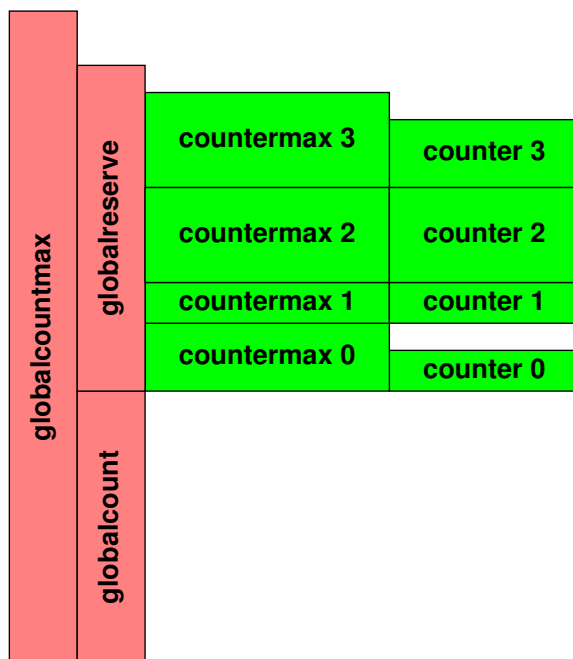 globalcountmax
globalreserve
globalcount
countermax 3
counter 3
countermax 2
counter 2
countermax 1
counter 1
countermax 0
counter 0